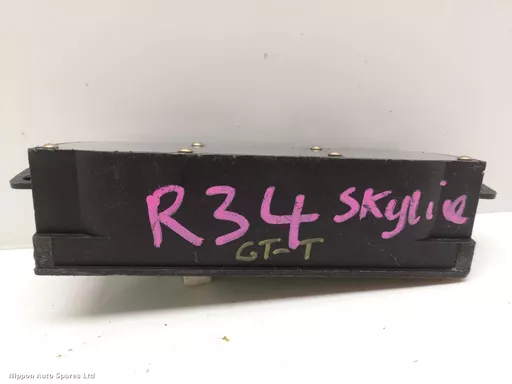 R34 SKylie
GT-T
Nippon Auto Spares Ltd